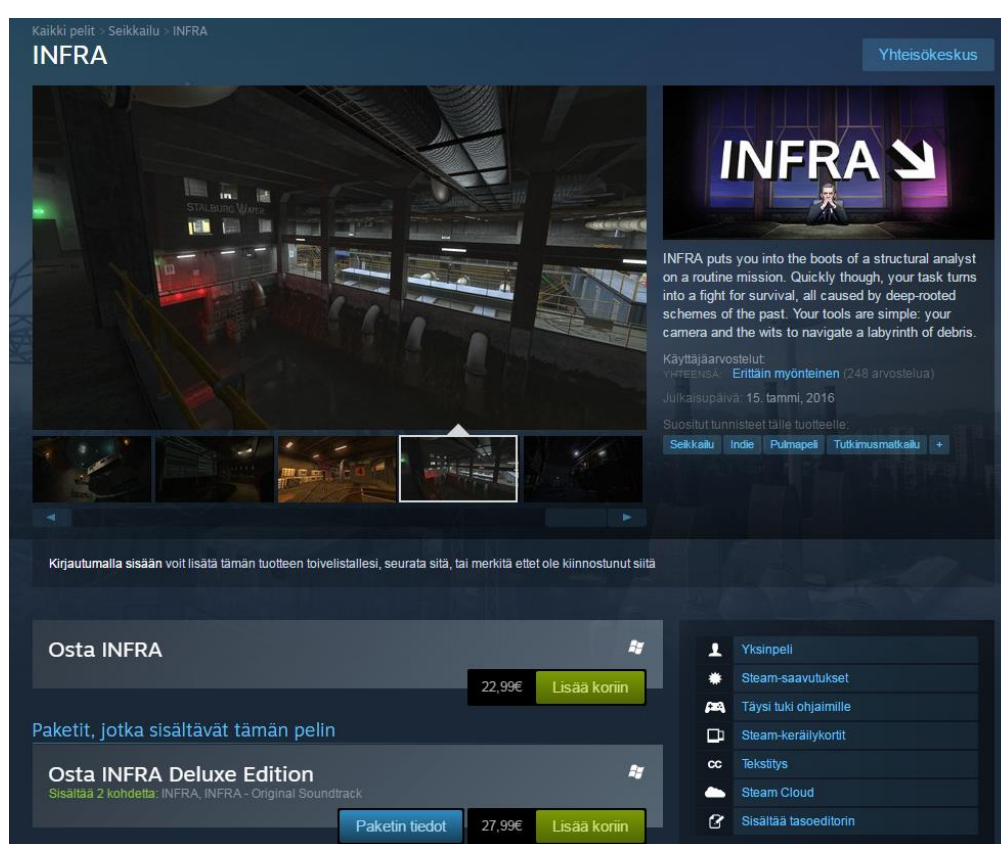 Kaikki pelit > Seikkailu > INFRA
INFRA
Yhteisökeskus
STALBURG WATER
INFRA
INFRA puts you into the boots of a structural analyst
on a routine mission. Quickly though, your task turns
into a fight for survival, all caused by deep-rooted
schemes of the past. Your tools are simple: your
camera and the wits to navigate a labyrinth of debris.
Käyttäjäarvostelut:
YHTEENSÄ: Erittäin myönteinen (248 arvostelua)
Julkaisupäivä: 15. tammi, 2016
Suositut tunnisteet tälle tuotteelle:
Seikkailu Indie Pulmapeli Tutkimusmatkailu +
Kirjautumalla sisään voit lisätä tämän tuotteen toivelistallesi, seurata sitä, tai merkitä ettet ole kiinnostunut siitä
Osta INFRA
22,99€ Lisää koriin
Paketit, jotka sisältävät tämän pelin
Osta INFRA Deluxe Edition
Sisältää 2 kohdetta: INFRA, INFRA - Original Soundtrack
Paketin tiedot 27,99€ Lisää koriin
Yksinpeli
Steam-saavutukset
Täysi tuki ohjaimille
Steam-keräilykortit
CC Tekstitys
Steam Cloud
Sisältää tasoeditorin